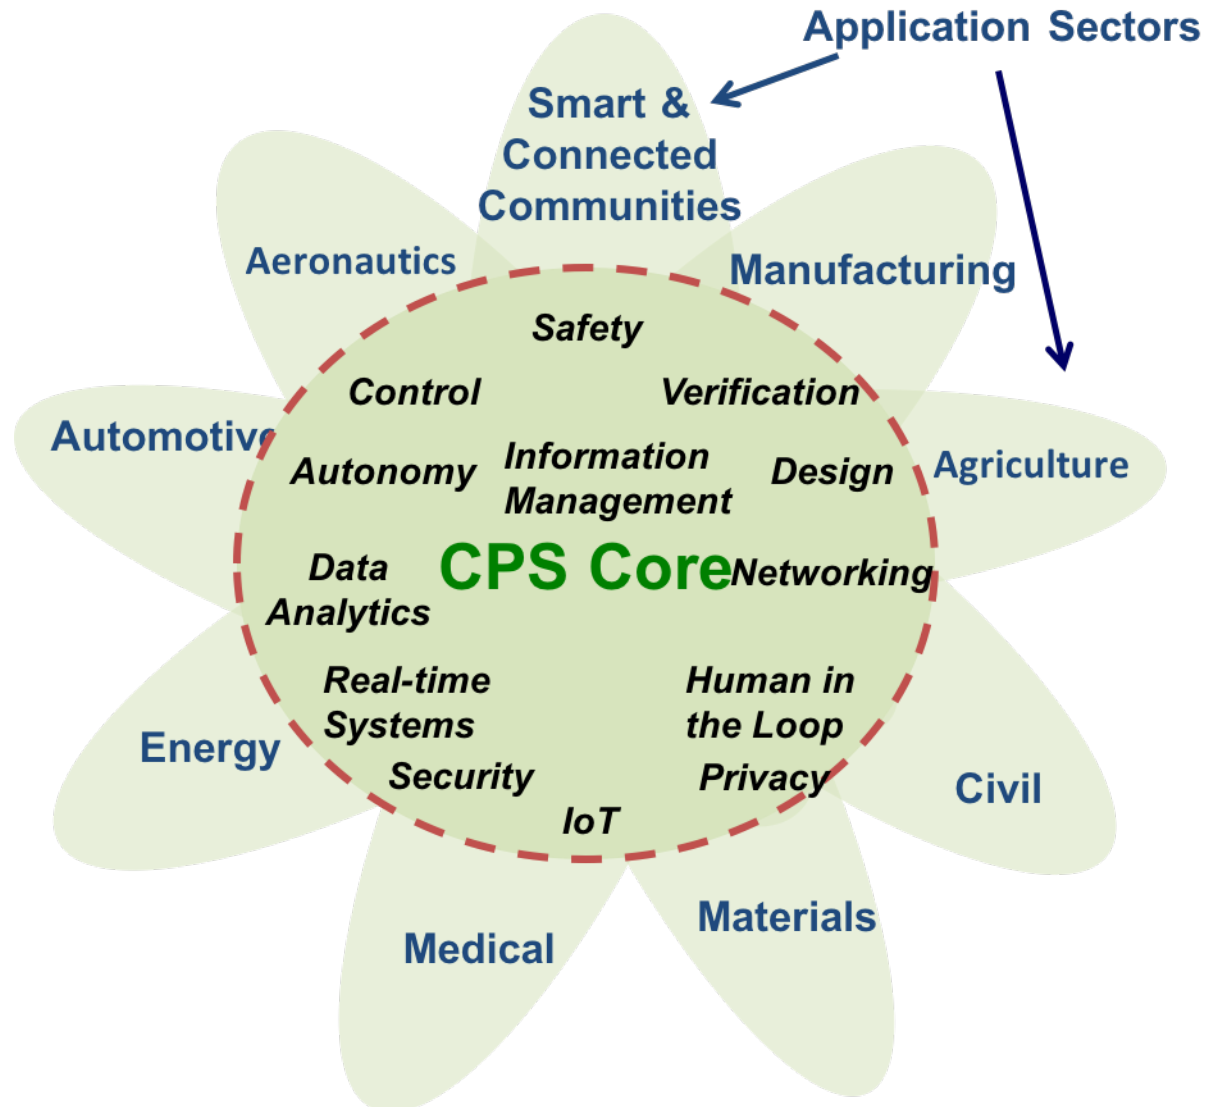 Application Sectors
Smart &
Connected
Communities
Aeronautics
Manufacturing
Safety
Control
Verification
Automotive
Autonomy
Information
Management
Design
Agriculture
Data
Analytics
CPS Core
Networking
Real-time
Systems
Human in
the Loop
Energy
Security
Privacy
Civil
IoT
Medical
Materials